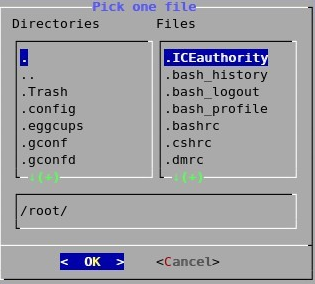 Pick one file
Directories Files
. .ICEauthority
.. .bash_history
.Trash .bash_logout
.config .bash_profile
.eggcups .bashrc
.gconf .cshrc
.gconfd .dmrc
↓(+) ↓(+)
/root/
< OK > <Cancel>